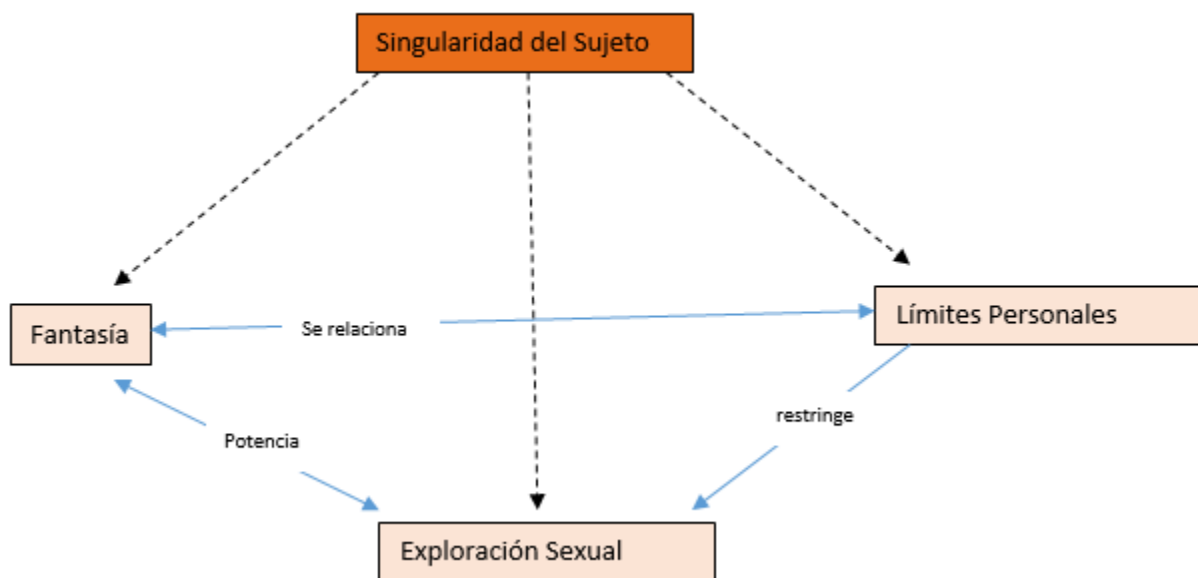 Singularidad del Sujeto
Fantasía
Se relaciona
Límites Personales
Potencia
restringe
Exploración Sexual